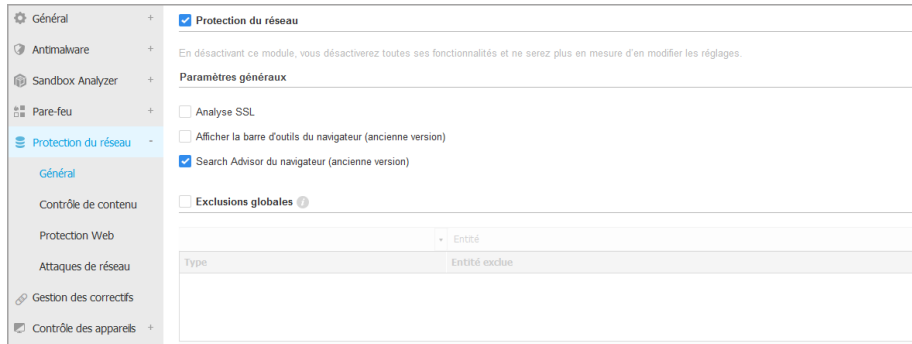 Général +
Antimalware +
Sandbox Analyzer +
Pare-feu +
Protection du réseau -
Général
Contrôle de contenu
Protection Web
Attaques de réseau
Gestion des correctifs
Contrôle des appareils +
Protection du réseau
En désactivant ce module, vous désactiverez toutes ses fonctionnalités et ne serez plus en mesure d'en modifier les réglages.
Paramètres généraux
Analyse SSL
Afficher la barre d'outils du navigateur (ancienne version)
Search Advisor du navigateur (ancienne version)
Exclusions globales i
Entité
Type Entité exclue